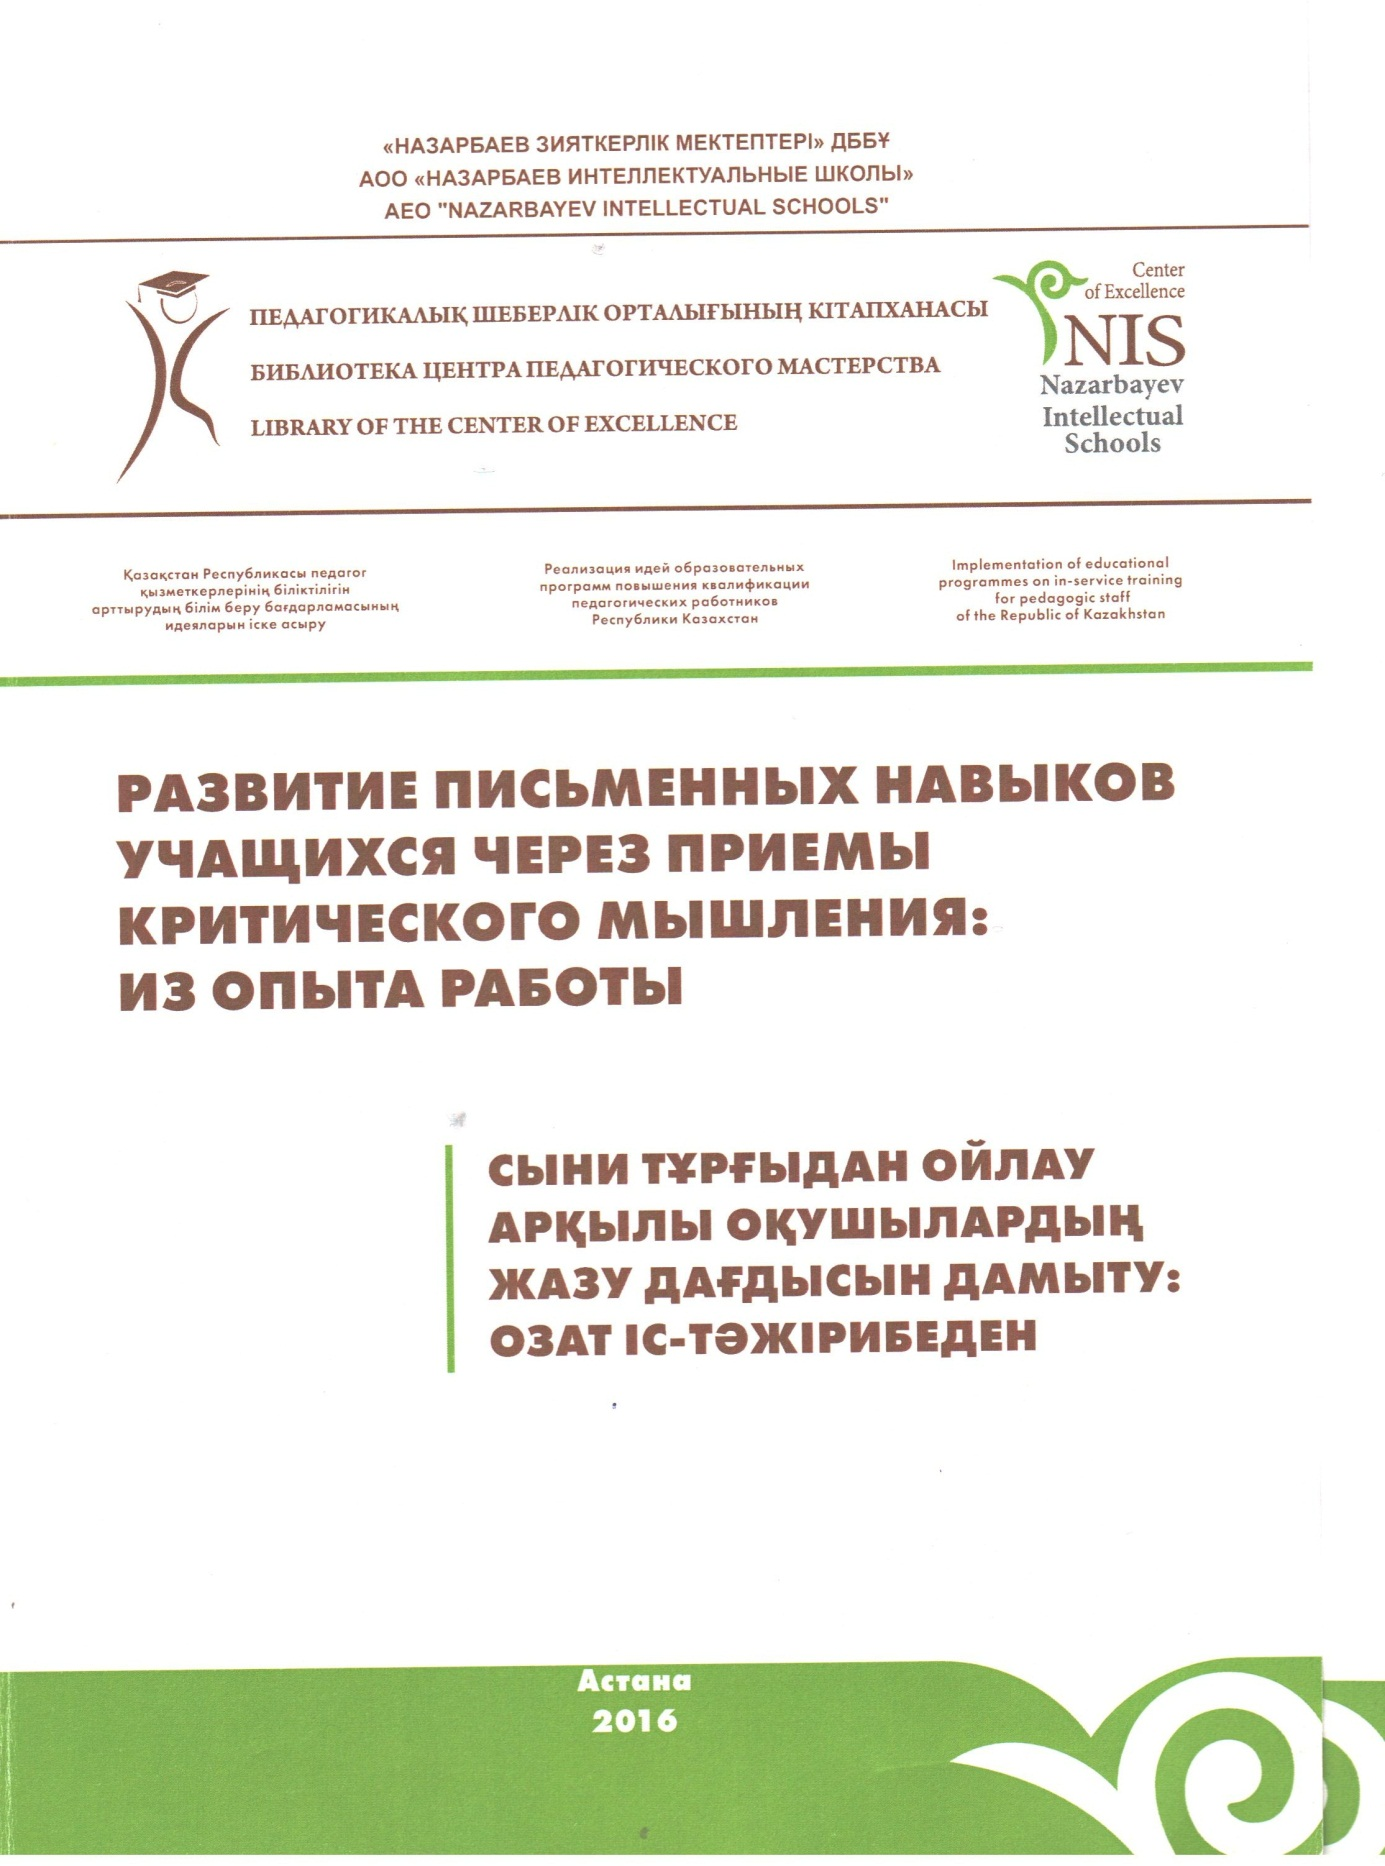 «НАЗАРБАЕВ ЗИЯТКЕРЛІК МЕКТЕПТЕРІ» ДББҰ
АОО «НАЗАРБАЕВ ИНТЕЛЛЕКТУАЛЬНЫЕ ШКОЛЫ»
AEO "NAZARBAYEV INTELLECTUAL SCHOOLS"
ПЕДАГОГИКАЛЫҚ ШЕБЕРЛІК ОРТАЛЫҒЫНЫҢ КІТАПХАНАСЫ
БИБЛИОТЕКА ЦЕНТРА ПЕДАГОГИЧЕСКОГО МАСТЕРСТВА
LIBRARY OF THE CENTER OF EXCELLENCE
Center
of Excellence
NIS
Nazarbayev
Intellectual
Schools
Қазақстан Республикасы педагог
қызметкерлерінің біліктілігін
арттырудың білім беру бағдарламасының
идеяларын іске асыру
Реализация идей образовательных
программ повышения квалификации
педагогических работников
Республики Казахстан
Implementation of educational
programmes on in-service training
for pedagogic staff
of the Republic of Kazakhstan
РАЗВИТИЕ ПИСЬМЕННЫХ НАВЫКОВ
УЧАЩИХСЯ ЧЕРЕЗ ПРИЕМЫ
КРИТИЧЕСКОГО МЫШЛЕНИЯ:
ИЗ ОПЫТА РАБОТЫ
СЫНИ ТҰРҒЫДАН ОЙЛАУ
АРҚЫЛЫ ОҚУШЫЛАРДЫҢ
ЖАЗУ ДАҒДЫСЫН ДАМЫТУ:
ОЗАТ ІС-ТӘЖІРИБЕДЕН
Астана
2016